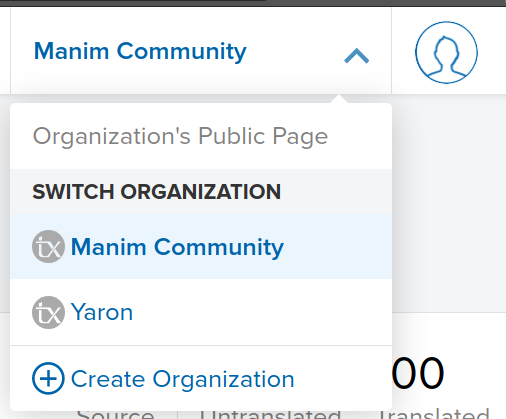 Manim Community
Organization's Public Page
SWITCH ORGANIZATION
tx Manim Community
tx Yaron
Create Organization
00
Source Untranslated Translated